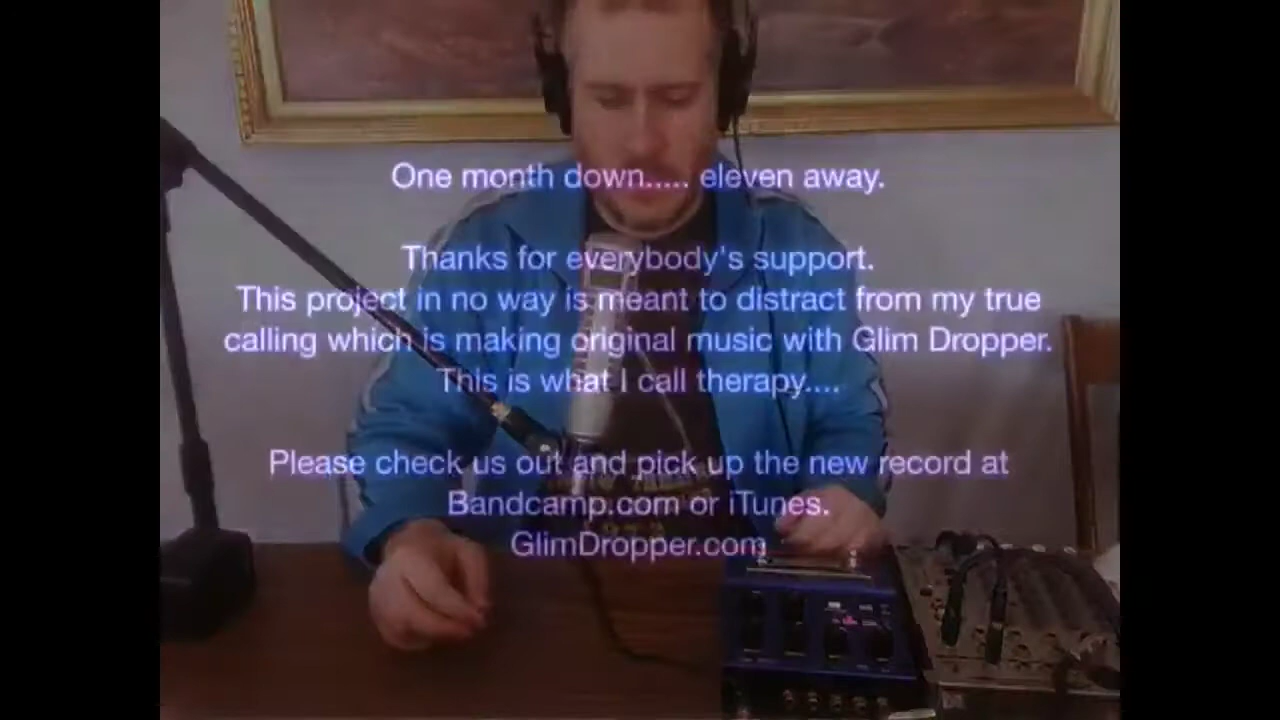 One month down..... eleven away.
Thanks for everybody's support.
This project in no way is meant to distract from my true
calling which is making original music with Glim Dropper.
This is what I call therapy....
Please check us out and pick up the new record at
Bandcamp.com or iTunes.
GlimDropper.com